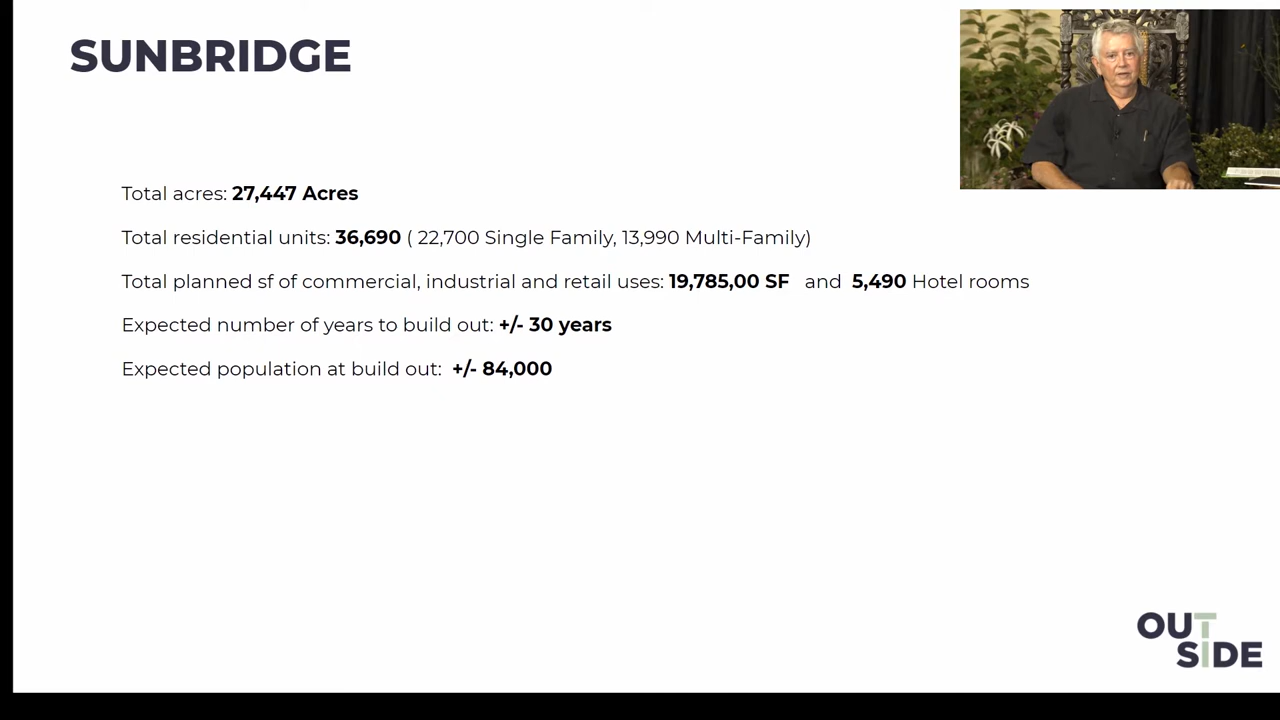 SUNBRIDGE
Total acres: 27,447 Acres
Total residential units: 36,690 ( 22,700 Single Family, 13,990 Multi-Family)
Total planned sf of commercial, industrial and retail uses: 19,785,00 SF and 5,490 Hotel rooms
Expected number of years to build out: +/- 30 years
Expected population at build out: +/- 84,000
OUT
SIDE